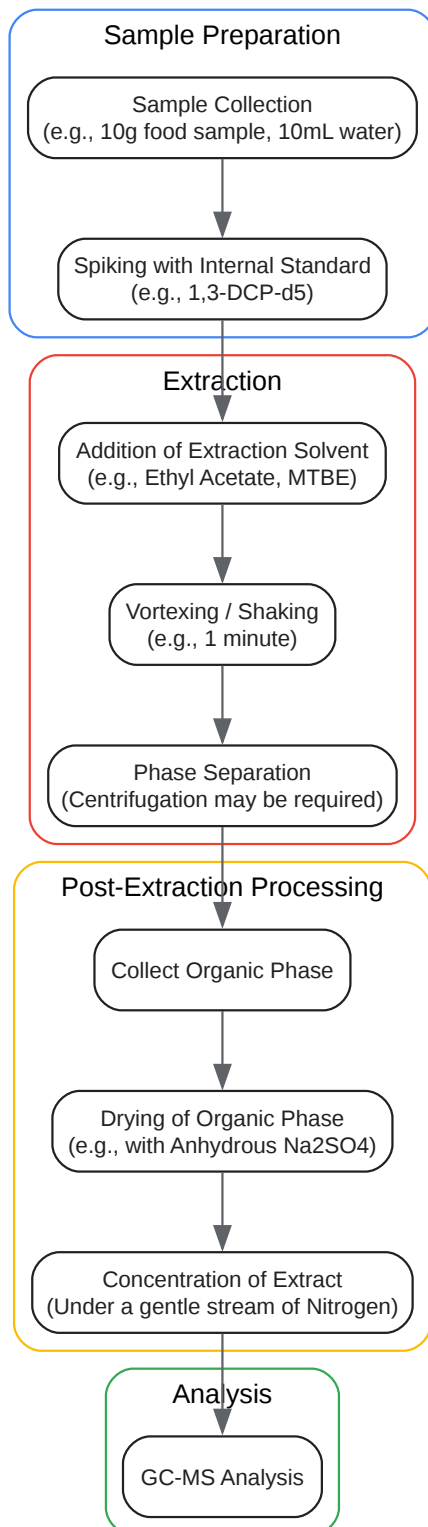 Sample Preparation
Sample Collection
(e.g., 10g food sample, 10mL water)
Spiking with Internal Standard
(e.g., 1,3-DCP-d5)
Extraction
Addition of Extraction Solvent
(e.g., Ethyl Acetate, MTBE)
Vortexing / Shaking
(e.g., 1 minute)
Phase Separation
(Centrifugation may be required)
Post-Extraction Processing
Collect Organic Phase
Drying of Organic Phase
(e.g., with Anhydrous Na2SO4)
Concentration of Extract
(Under a gentle stream of Nitrogen)
Analysis
GC-MS Analysis